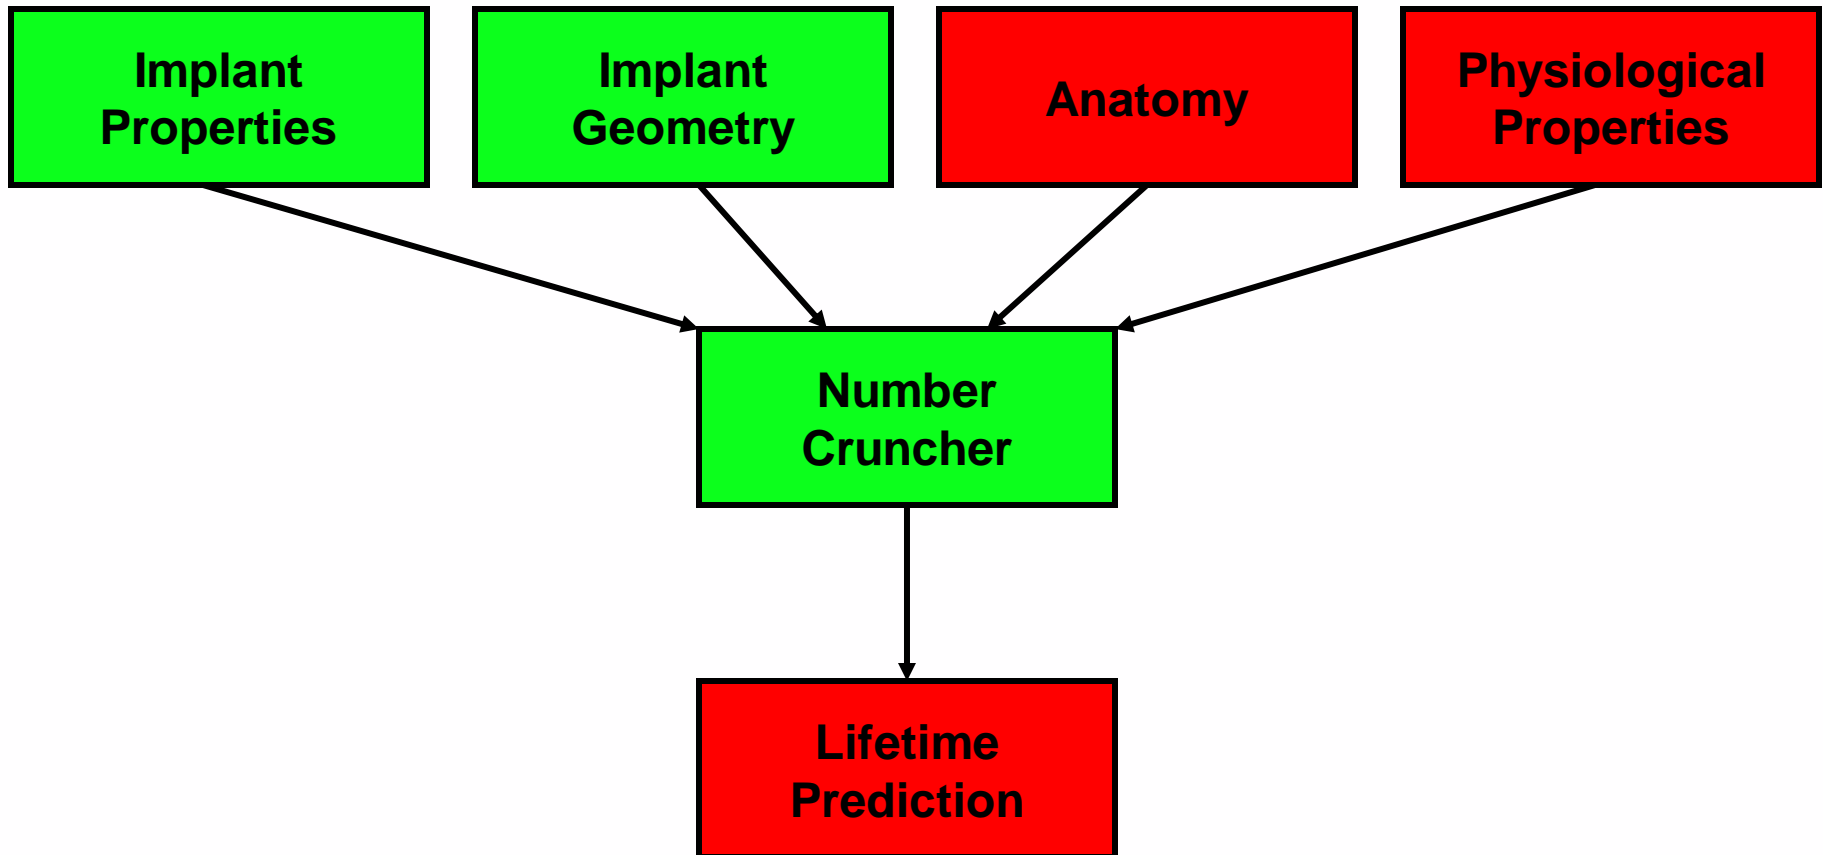 Implant
Properties
Implant
Geometry
Anatomy
Physiological
Properties
Number
Cruncher
Lifetime
Prediction